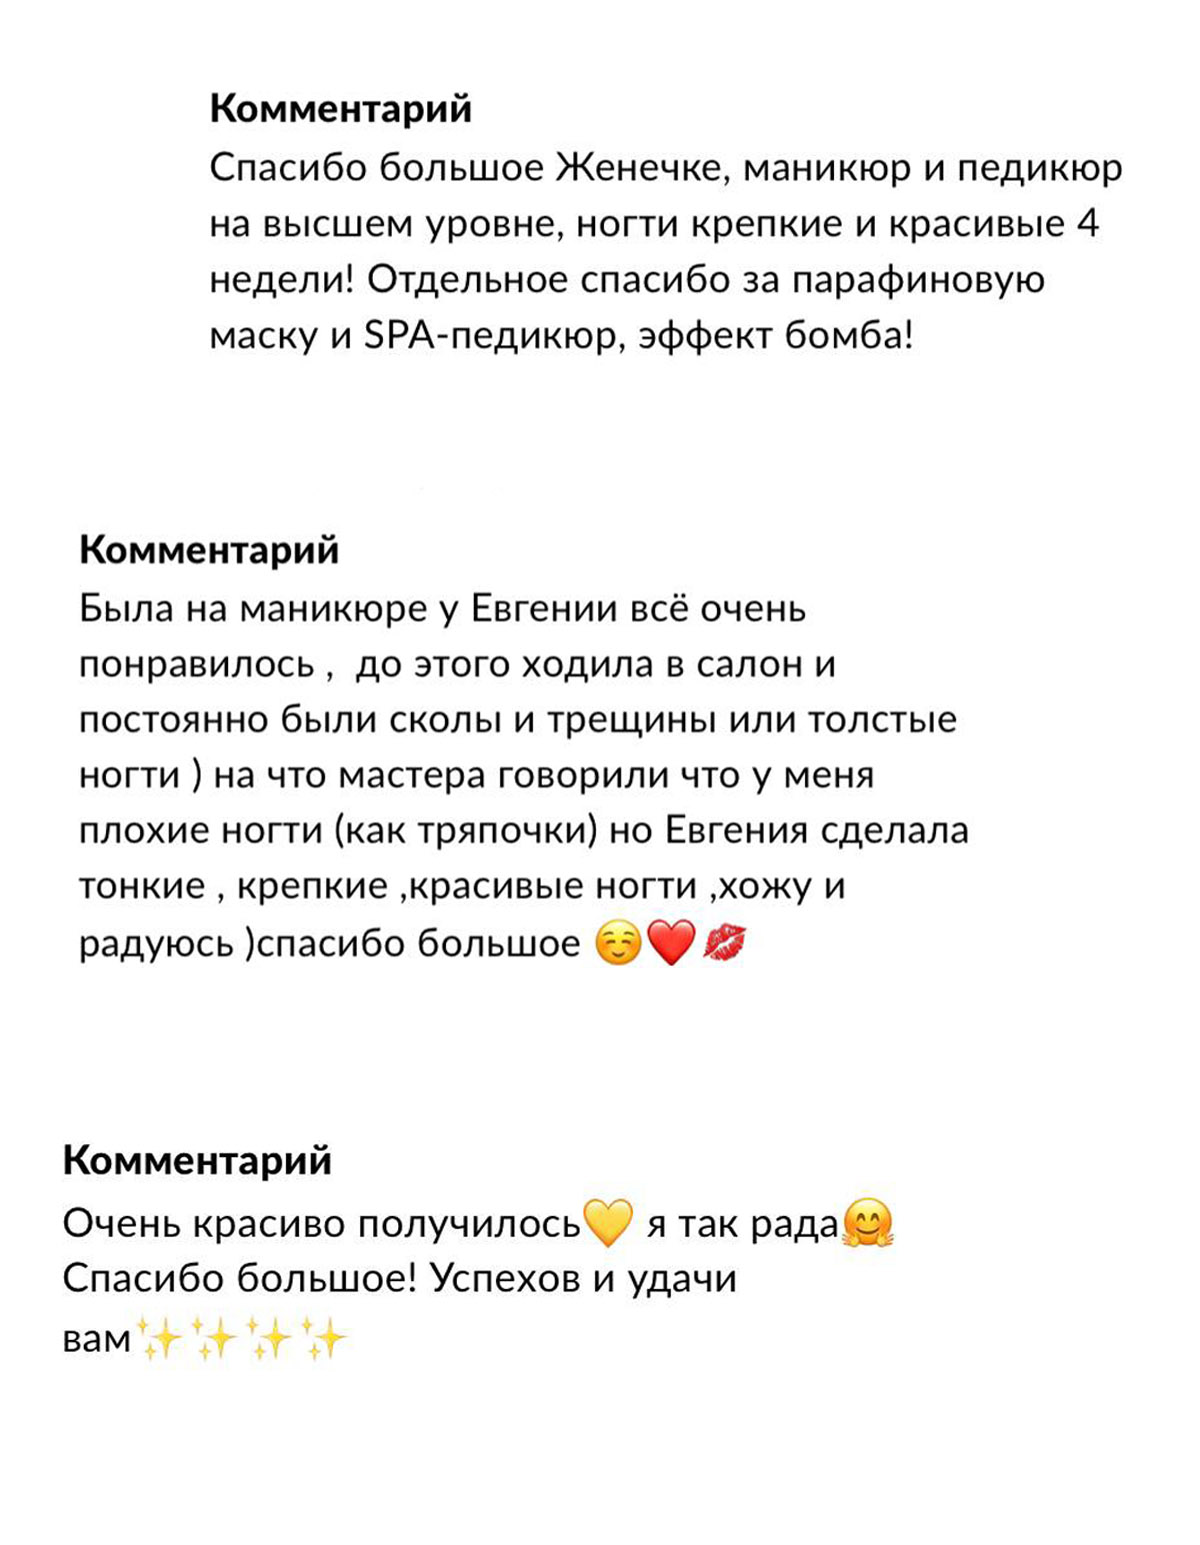 Комментарий
Спасибо большое Женечке, маникюр и педикюр
на высшем уровне, ногти крепкие и красивые 4
недели! Отдельное спасибо за парафиновую
маску и SPA-педикюр, эффект бомба!
Комментарий
Была на маникюре у Евгении всё очень
понравилось ,  до этого ходила в салон и
постоянно были сколы и трещины или толстые
ногти ) на что мастера говорили что у меня
плохие ногти (как тряпочки) но Евгения сделала
тонкие , крепкие ,красивые ногти ,хожу и
радуюсь )спасибо большое ☺️❤️💋
Комментарий
Очень красиво получилось💛 я так рада🤗
Спасибо большое! Успехов и удачи
вам✨✨✨✨